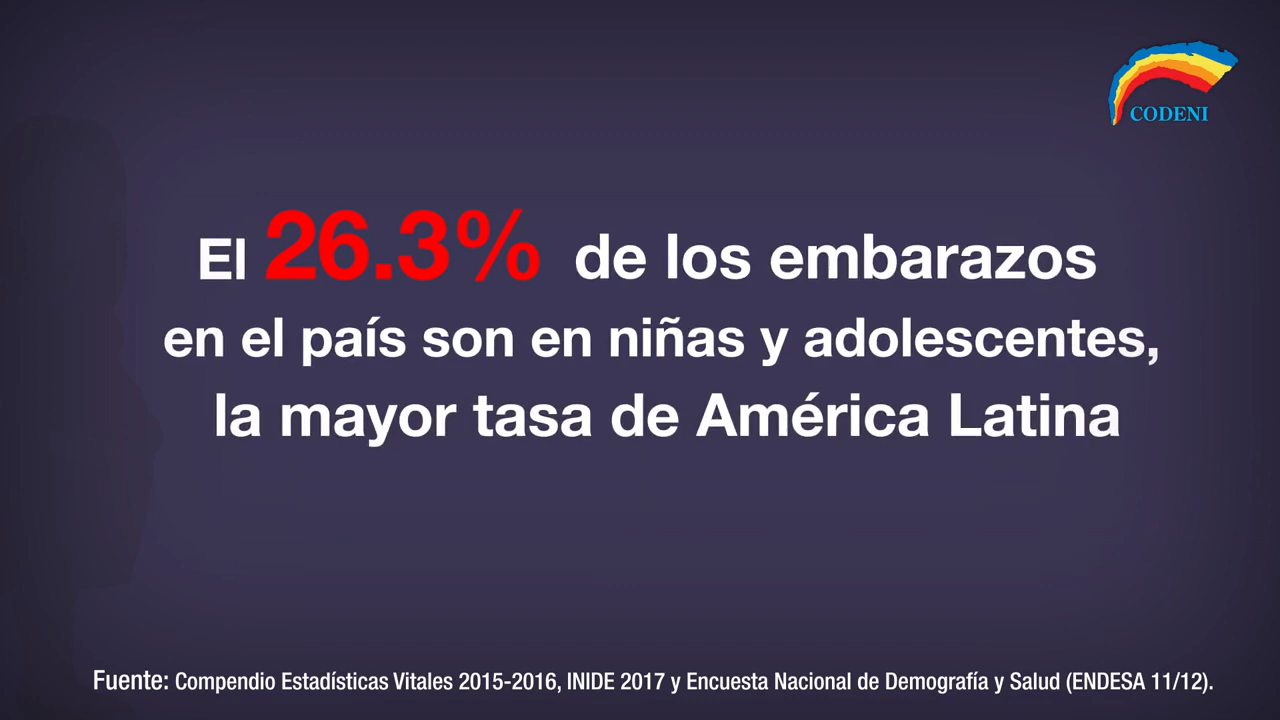 CODENI
El 26.3% de los embarazos
en el país son en niñas y adolescentes,
la mayor tasa de América Latina
Fuente: Compendio Estadísticas Vitales 2015-2016, INIDE 2017 y Encuesta Nacional de Demografía y Salud (ENDESA 11/12).